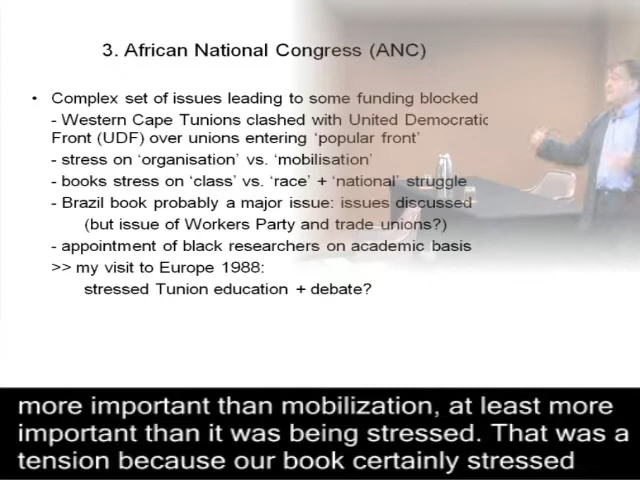 3. African National Congress (ANC)
• Complex set of issues leading to some funding blocked
- Western Cape Tunions clashed with United Democratic
Front (UDF) over unions entering ‘popular front’
- stress on ‘organisation’ vs. ‘mobilisation’
- books stress on ‘class’ vs. ‘race’ + ‘national’ struggle
- Brazil book probably a major issue: issues discussed
(but issue of Workers Party and trade unions?)
- appointment of black researchers on academic basis
>> my visit to Europe 1988:
stressed Tunion education + debate?
more important than mobilization, at least more
important than it was being stressed. That was a
tension because our book certainly stressed